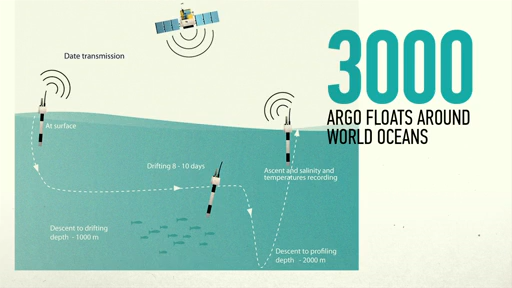 3000
ARGO FLOATS AROUND
WORLD OCEANS
Date transmission
At surface
Drifting 8 - 10 days
Ascent and salinity and
temperatures recording
Descent to drifting
depth - 1000 m
Descent to profiling
depth - 2000 m